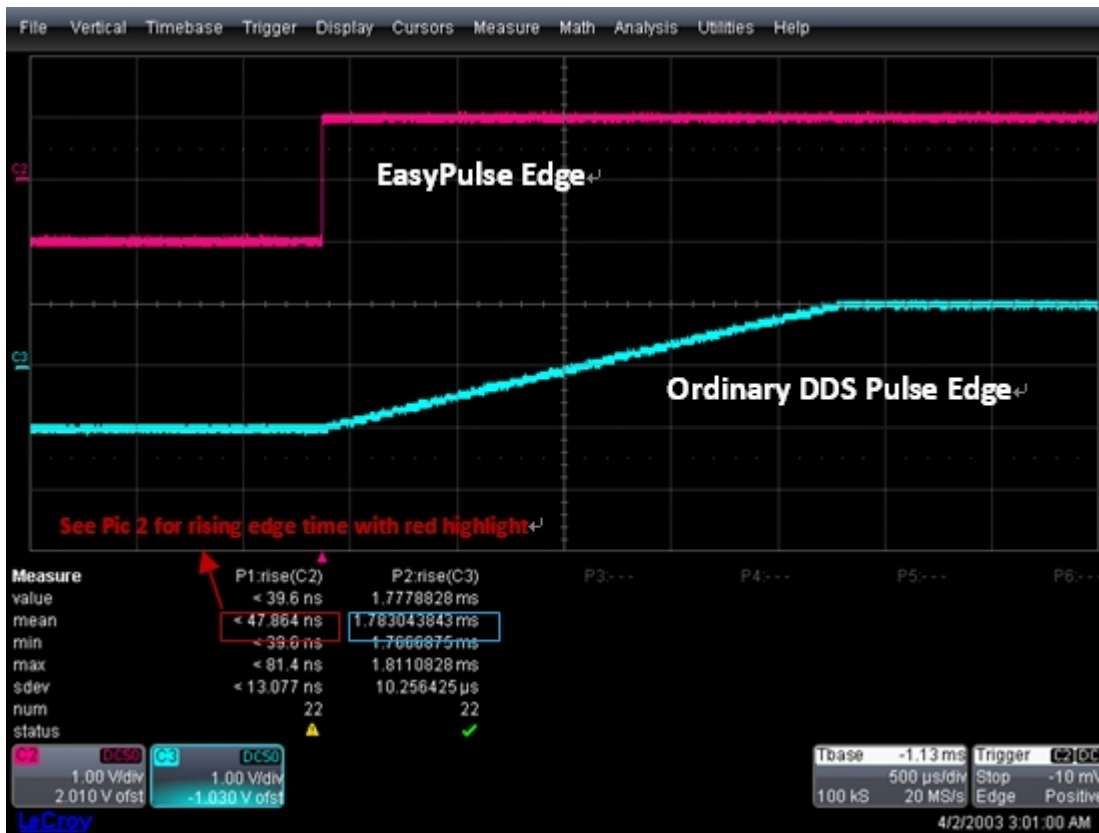 File Vertical Timebase Trigger Display Cursors Measure Math Analysis Utilities Help
C2
EasyPulse Edge↵
C3
Ordinary DDS Pulse Edge↵
See Pic 2 for rising edge time with red highlight↵
Measure P1:rise(C2) P2:rise(C3) P3:--- P4:--- P5:--- P6:---
value < 39.6 ns 1.7778828 ms
mean < 47.864 ns 1.783043843 ms
min < 39.6 ns 1.7666875 ms
max < 81.4 ns 1.8110828 ms
sdev < 13.077 ns 10.256425 µs
num 22 22
status
C2 DC50 C3 DC50 Tbase -1.13 ms Trigger C2 DC
1.00 V/div 1.00 V/div 500 µs/div Stop -10 mV
2.010 V ofst -1.030 V ofst 100 kS 20 MS/s Edge Positive
LeCroy 4/2/2003 3:01:00 AM